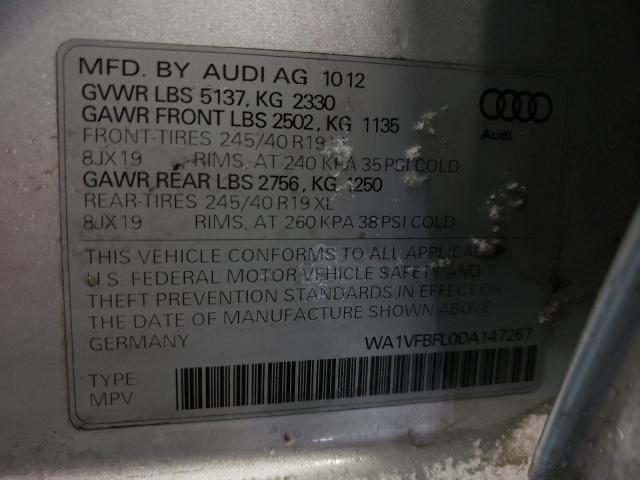 MFD. BY AUDI AG 10 12
GVWR LBS 5137, KG 2330
GAWR FRONT LBS 2502, KG 1135
FRONT-TIRES 245/40 R19
8JX19 RIMS, AT 240 KPA 35 PSI COLD
GAWR REAR LBS 2756, KG 1250
REAR-TIRES 245/40 R19 XL
8JX19 RIMS, AT 260 KPA 38 PSI COLD
Audi
THIS VEHICLE CONFORMS TO ALL
U.S. FEDERAL MOTOR VEHICLE SAFETY AND
THEFT PREVENTION STANDARDS IN EFFECT ON
THE DATE OF MANUFACTURE SHOWN ABOVE.
GERMANY WA1VFBFL0DA147267
TYPE
MPV